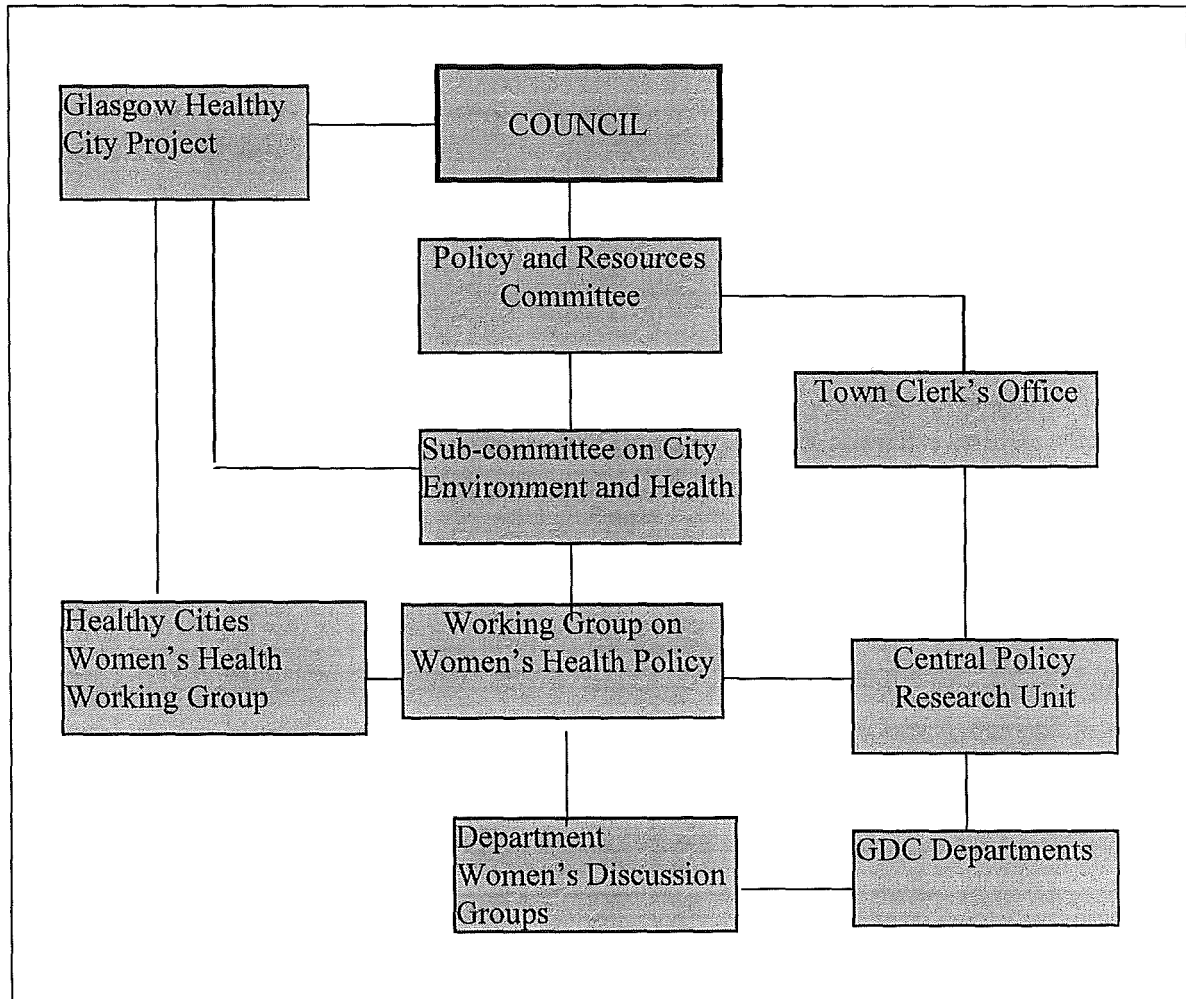 Glasgow Healthy
City Project
COUNCIL
Policy and Resources
Committee
Town Clerk’s Office
Sub-committee on City
Environment and Health
Healthy Cities
Women’s Health
Working Group
Working Group on
Women’s Health Policy
Central Policy
Research Unit
Department
Women’s Discussion
Groups
GDC Departments